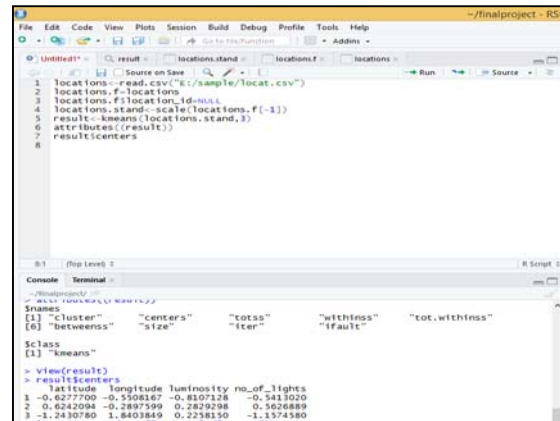 ~/finalproject - RS
File Edit Code View Plots Session Build Debug Profile Tools Help
Go to file/function Addins
Untitled1* result locations.stand locations.f locations
Source on Save Run Source
1 locations<-read.csv("E:/sample/locat.csv")
2 locations.f=locations
3 locations.f$location_id=NULL
4 locations.stand<-scale(locations.f[-1])
5 result<-kmeans(locations.stand,3)
6 attributes((result))
7 result$centers
8
8:1 (Top Level) R Script
Console Terminal
~/finalproject/
> attributes((result))
$names
[1] "cluster" "centers" "totss" "withinss" "tot.withinss"
[6] "betweenss" "size" "iter" "ifault"
$class
[1] "kmeans"
> View(result)
> result$centers
latitude longitude luminosity no_of_lights
1 -0.6277700 -0.5508167 -0.8107128 -0.5413020
2 0.6242094 -0.2897599 0.2829298 0.5626889
3 -1.2430780 1.8403849 0.2258150 -1.1574580